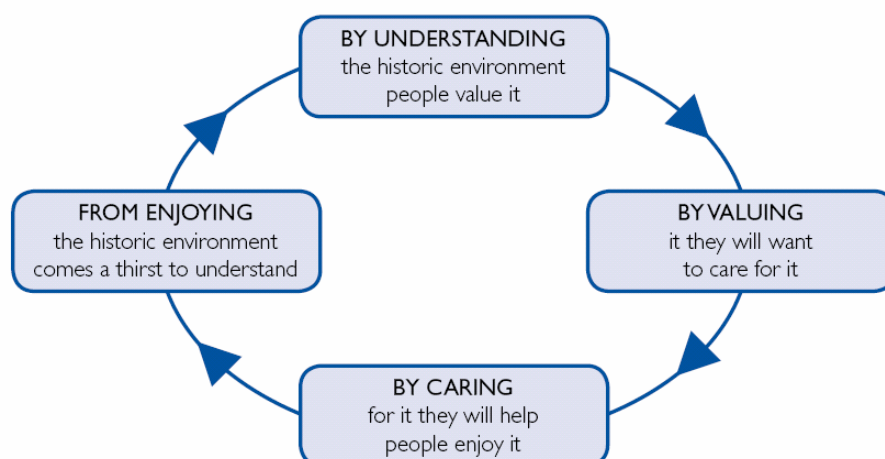 BY UNDERSTANDING
the historic environment
people value it
BY VALUING
it they will want
to care for it
BY CARING
for it they will help
people enjoy it
FROM ENJOYING
the historic environment
comes a thirst to understand